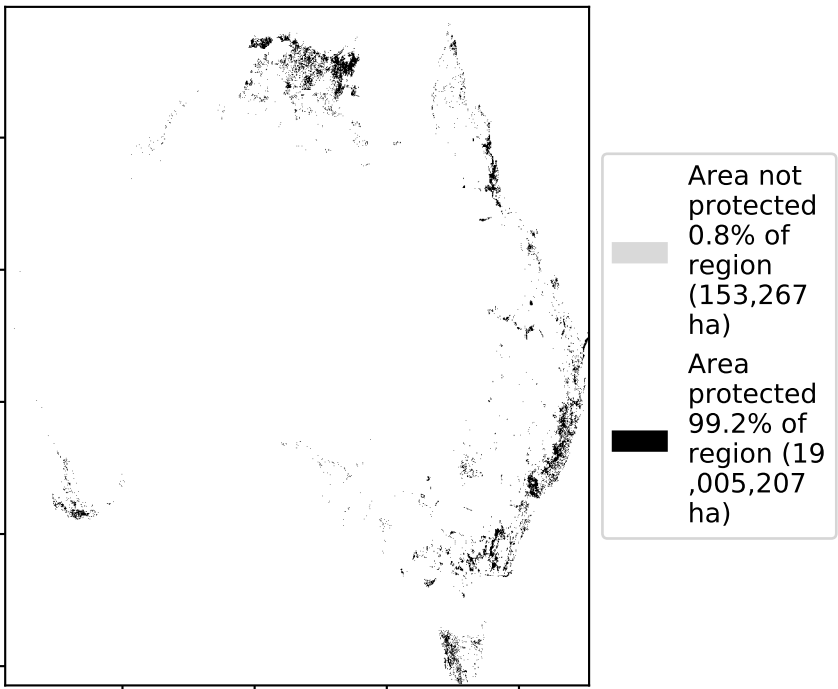 Area not
protected
0.8% of
region
(153,267
ha)
Area
protected
99.2% of
region (19
,005,207
ha)